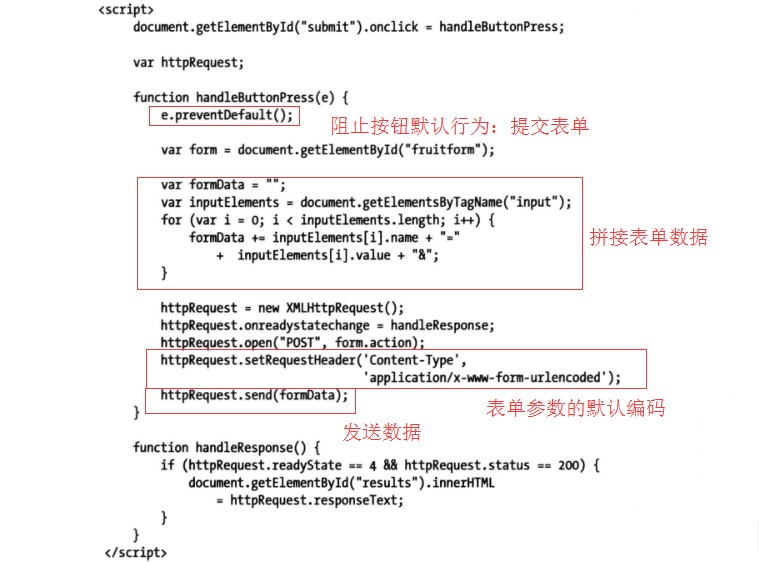 <script>
document.getElementById("submit").onclick = handleButtonPress;
var httpRequest;
function handleButtonPress(e) {
e.preventDefault();
阻止按钮默认行为：提交表单
var form = document.getElementById("fruitform");
var formData = "";
var inputElements = document.getElementsByTagName("input");
for (var i = 0; i < inputElements.length; i++) {
formData += inputElements[i].name + "="
+ inputElements[i].value + "&";
}
拼接表单数据
httpRequest = new XMLHttpRequest();
httpRequest.onreadystatechange = handleResponse;
httpRequest.open("POST", form.action);
httpRequest.setRequestHeader('Content-Type',
'application/x-www-form-urlencoded');
httpRequest.send(formData);
表单参数的默认编码
}
发送数据
function handleResponse() {
if (httpRequest.readyState == 4 && httpRequest.status == 200) {
document.getElementById("results").innerHTML
= httpRequest.responseText;
}
}
</script>